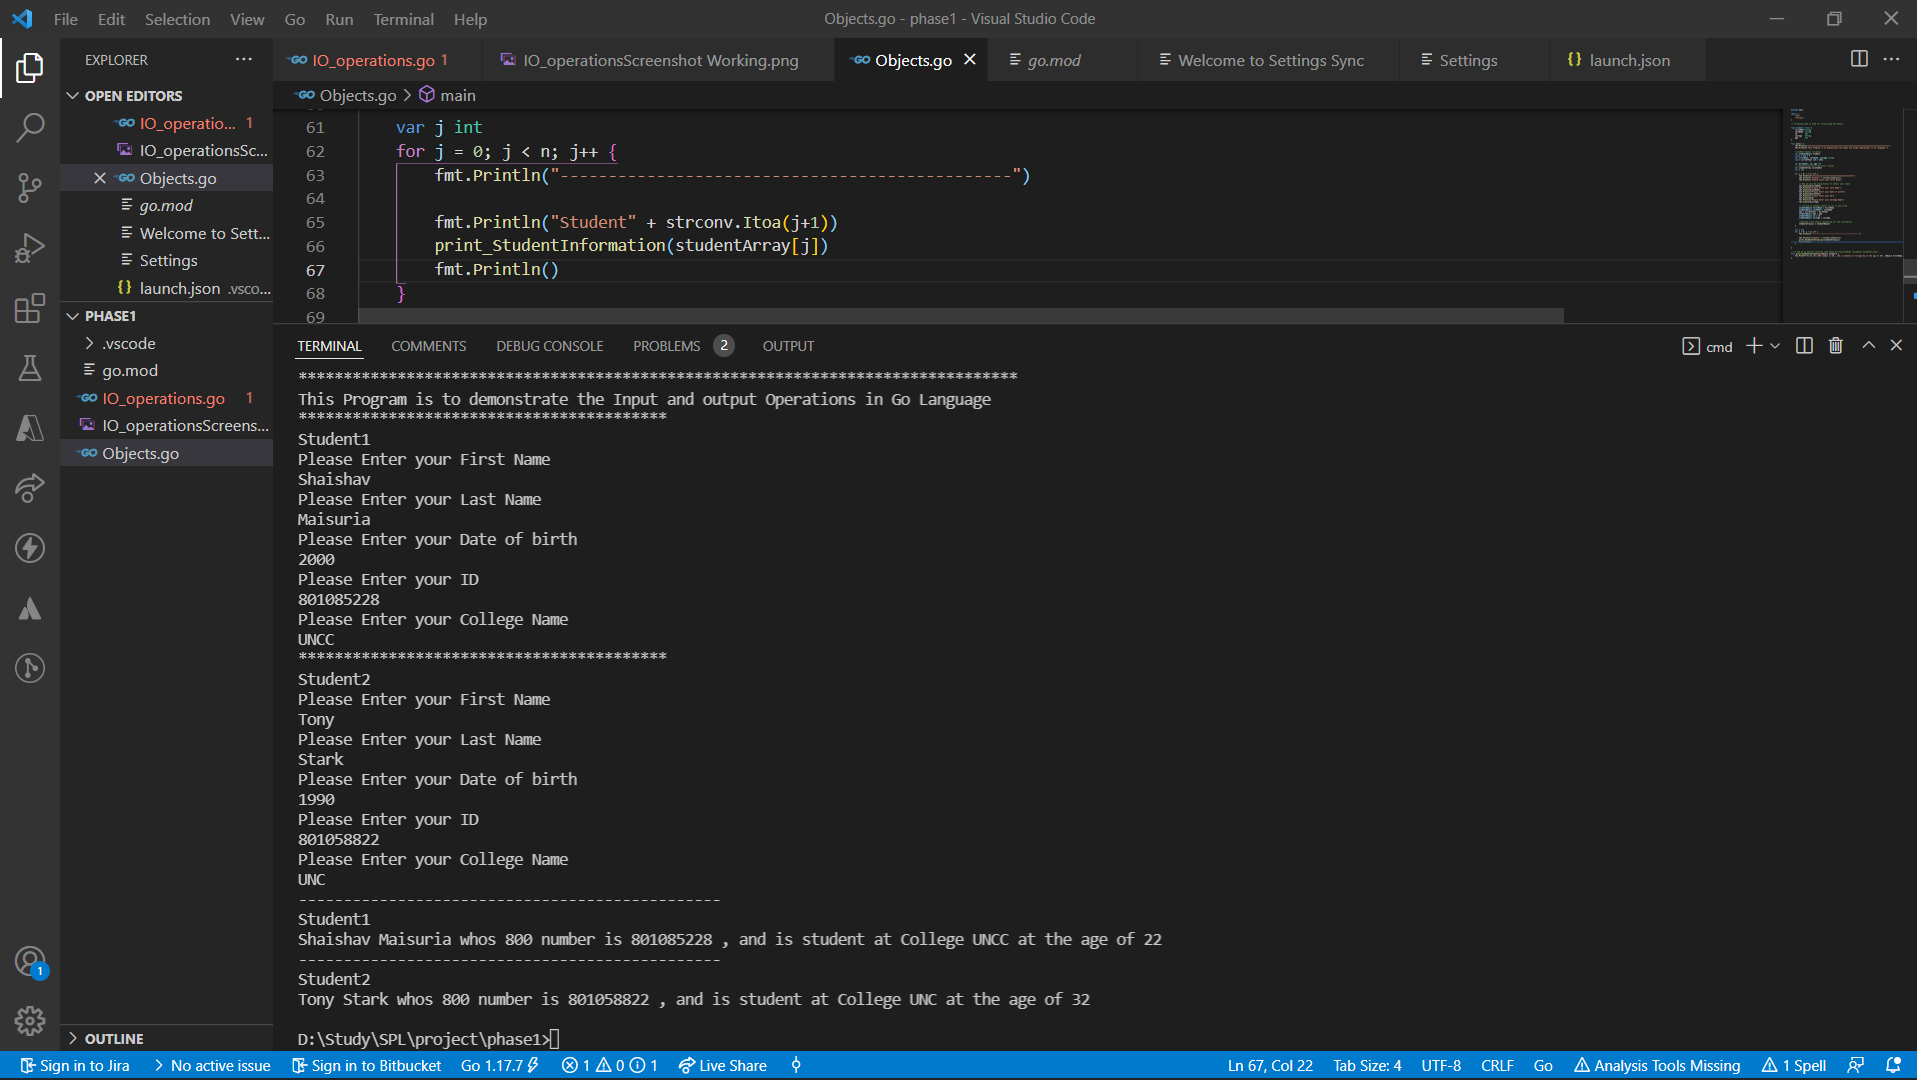 File Edit Selection View Go Run Terminal Help
Objects.go - phase1 - Visual Studio Code
EXPLORER
IO_operations.go 1
IO_operationsScreenshot Working.png
Objects.go
go.mod
Welcome to Settings Sync
Settings
{} launch.json
Objects.go > main
OPEN EDITORS
IO_operatio... 1
IO_operationsSc...
Objects.go
go.mod
Welcome to Sett...
Settings
{} launch.json .vsco...
PHASE1
> .vscode
go.mod
IO_operations.go 1
IO_operationsScreens...
Objects.go
OUTLINE
61 var j int
62 for j = 0; j < n; j++ {
63 fmt.Println("-----------------------------------------------")
64
65 fmt.Println("Student" + strconv.Itoa(j+1))
66 print_StudentInformation(studentArray[j])
67 fmt.Println()
68 }
69
TERMINAL COMMENTS DEBUG CONSOLE PROBLEMS 2 OUTPUT
cmd
********************************************************************************
This Program is to demonstrate the Input and output Operations in Go Language
*****************************************
Student1
Please Enter your First Name
Shaishav
Please Enter your Last Name
Maisuria
Please Enter your Date of birth
2000
Please Enter your ID
801085228
Please Enter your College Name
UNCC
*****************************************
Student2
Please Enter your First Name
Tony
Please Enter your Last Name
Stark
Please Enter your Date of birth
1990
Please Enter your ID
801058822
Please Enter your College Name
UNC
-----------------------------------------------
Student1
Shaishav Maisuria whos 800 number is 801085228 , and is student at College UNCC at the age of 22
-----------------------------------------------
Student2
Tony Stark whos 800 number is 801058822 , and is student at College UNC at the age of 32
D:\Study\SPL\project\phase1>
1
Sign in to Jira > No active issue Sign in to Bitbucket Go 1.17.7 1 0 1 Live Share
Ln 67, Col 22 Tab Size: 4 UTF-8 CRLF Go Analysis Tools Missing 1 Spell